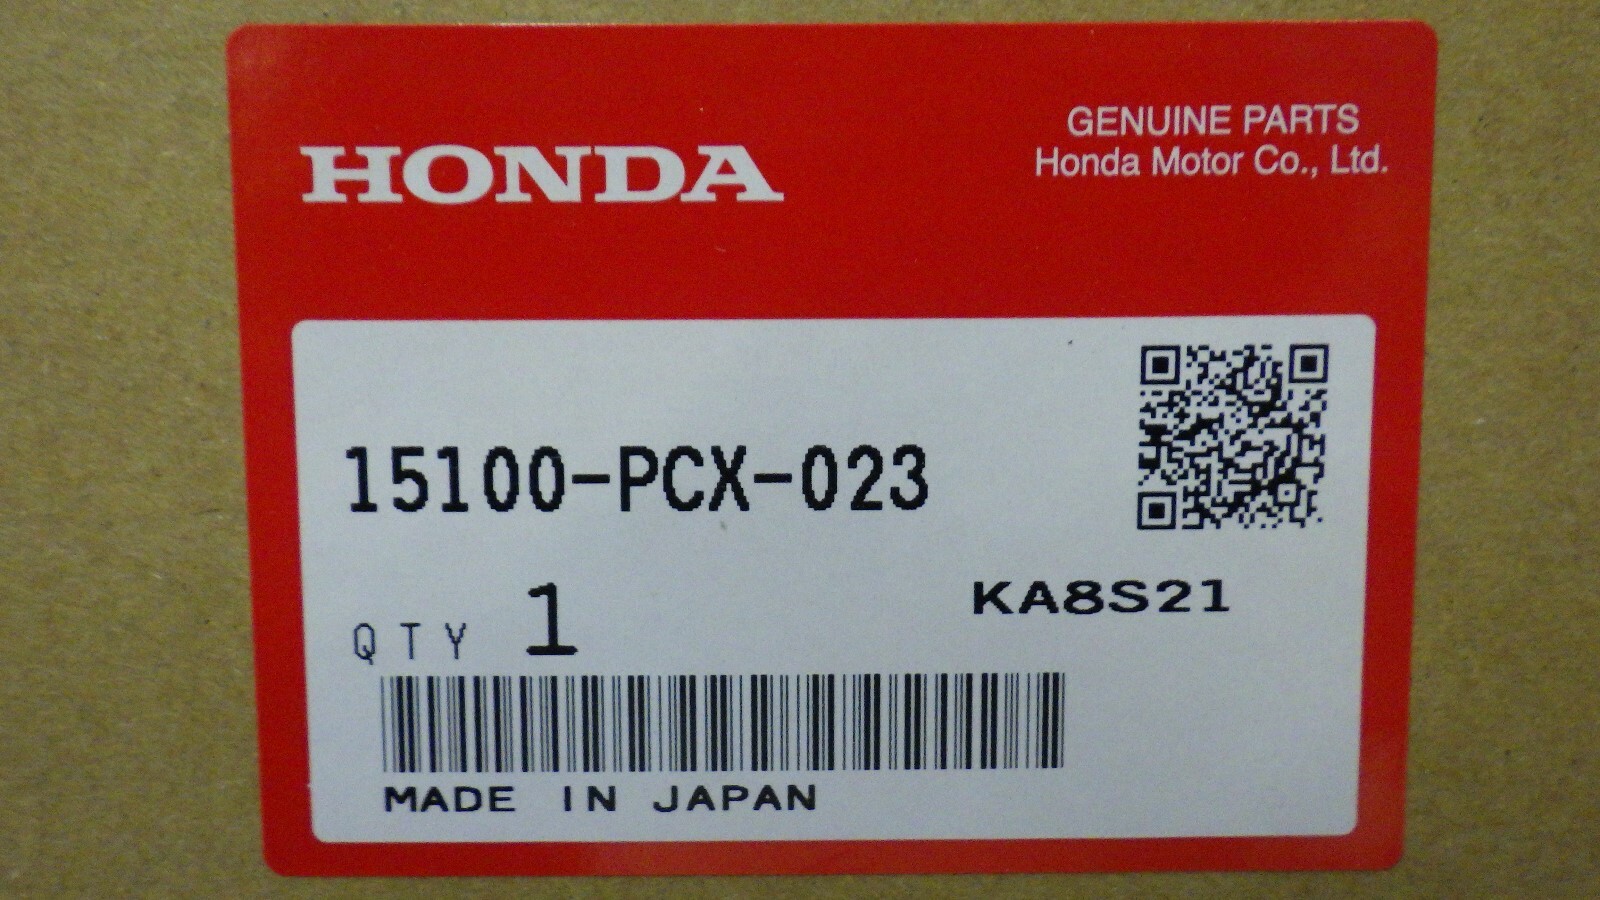 HONDA
GENUINE PARTS
Honda Motor Co., Ltd.
15100-PCX-023
QTY 1
KA8S21
MADE IN JAPAN